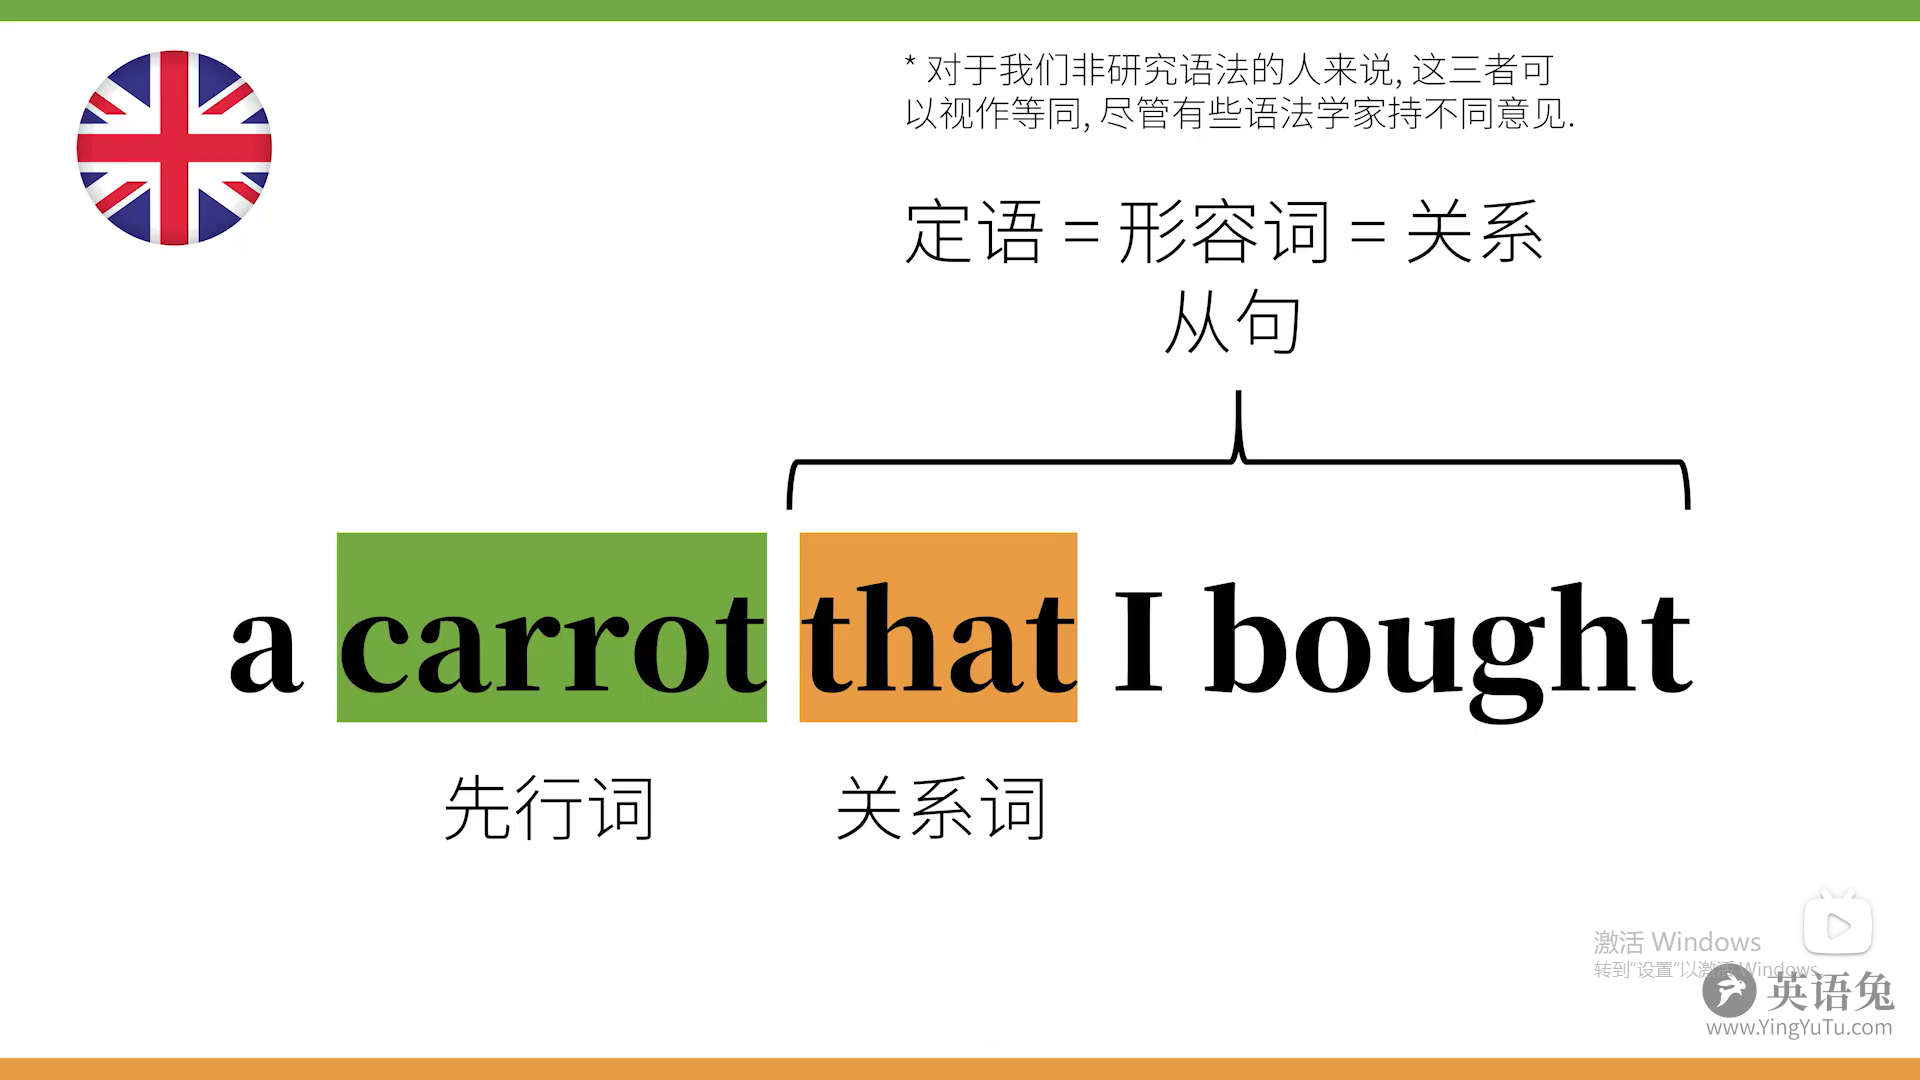 * 对于我们非研究语法的人来说, 这三者可
以视作等同, 尽管有些语法学家持不同意见.
定语 = 形容词 = 关系
从句
a carrot that I bought
先行词 关系词
激活 Windows
转到“设置”以激活 Windows。
英语兔
www.YingYuTu.com